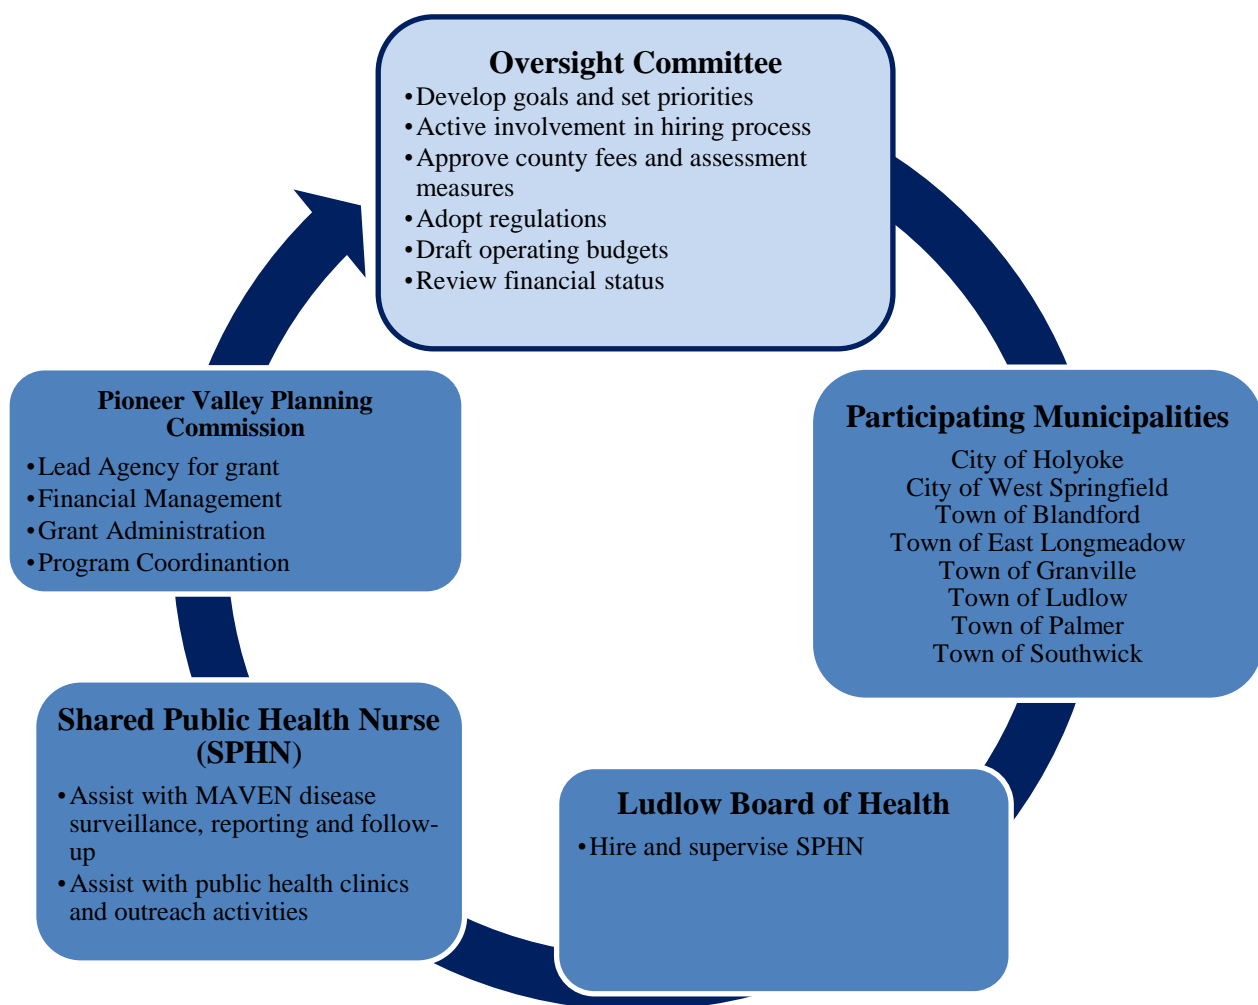 Oversight Committee
•Develop goals and set priorities
•Active involvement in hiring process
•Approve county fees and assessment
measures
•Adopt regulations
•Draft operating budgets
•Review financial status
Participating Municipalities
City of Holyoke
City of West Springfield
Town of Blandford
Town of East Longmeadow
Town of Granville
Town of Ludlow
Town of Palmer
Town of Southwick
Ludlow Board of Health
•Hire and supervise SPHN
Shared Public Health Nurse
(SPHN)
•Assist with MAVEN disease
surveillance, reporting and follow-
up
•Assist with public health clinics
and outreach activities
Pioneer Valley Planning
Commission
•Lead Agency for grant
•Financial Management
•Grant Administration
•Program Coordinantion